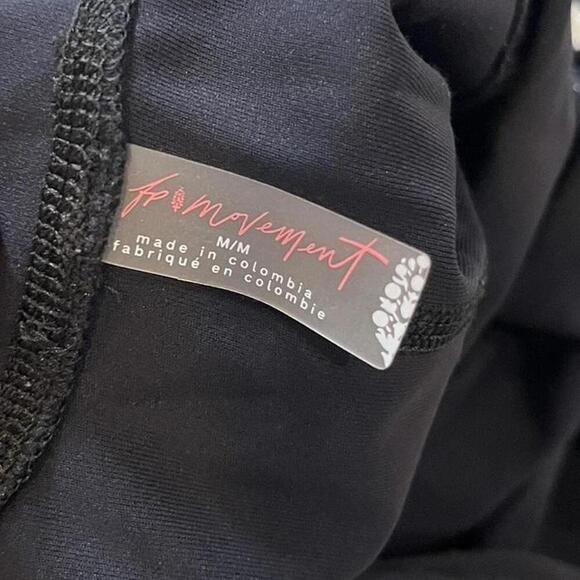 fp movement
M/M
made in colombia
fabriqué en colombie